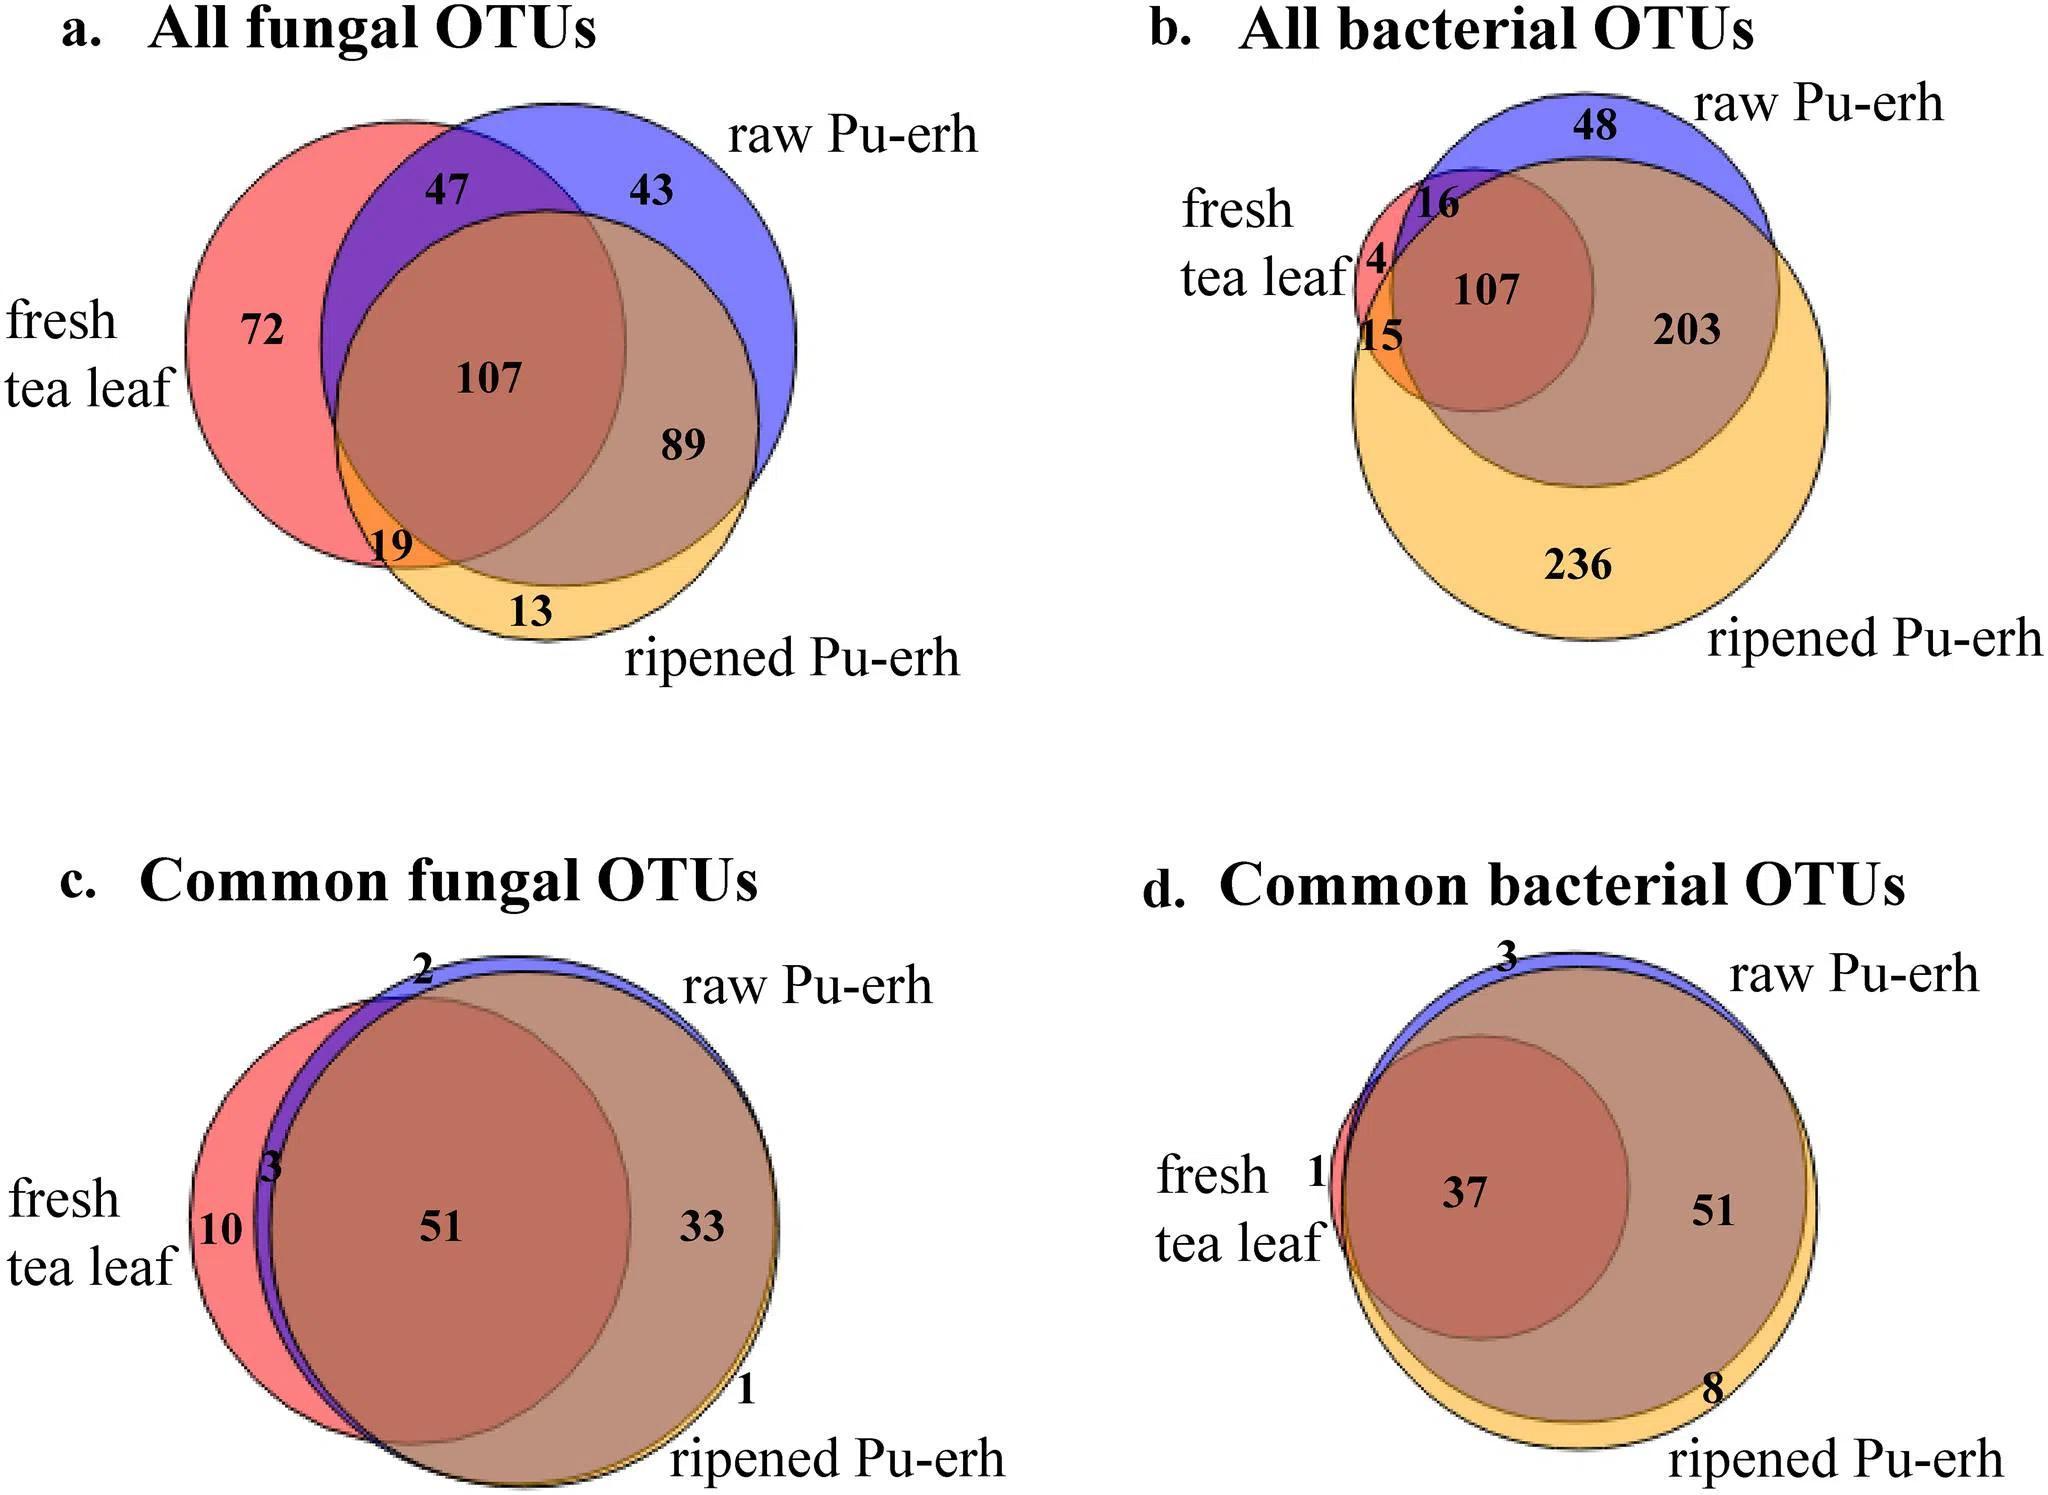 a. All fungal OTUs
raw Pu-erh
47
43
fresh
tea leaf
72
107
89
19
13
ripened Pu-erh
b. All bacterial OTUs
raw Pu-erh
48
fresh
tea leaf
16
4
107
15
203
236
ripened Pu-erh
c. Common fungal OTUs
2
raw Pu-erh
3
fresh
tea leaf
10
51
33
1
ripened Pu-erh
d. Common bacterial OTUs
3
raw Pu-erh
fresh
tea leaf
1
37
51
8
ripened Pu-erh